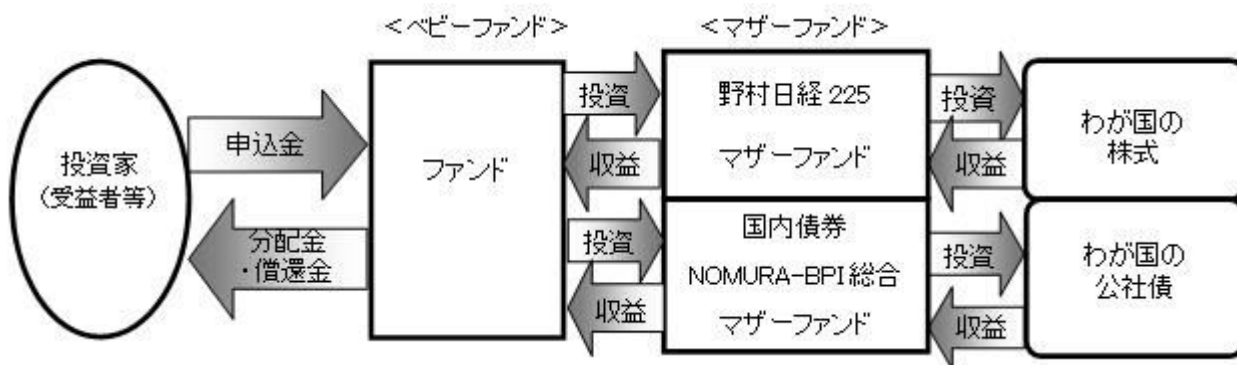 ＜ベビーファンド＞
＜マザーファンド＞
投資家
（受益者等）
申込金
分配金
・償還金
ファンド
投資
収益
投資
収益
野村日経225
マザーファンド
国内債券
NOMURA-BPI総合
マザーファンド
投資
収益
投資
収益
わが国の
株式
わが国の
公社債